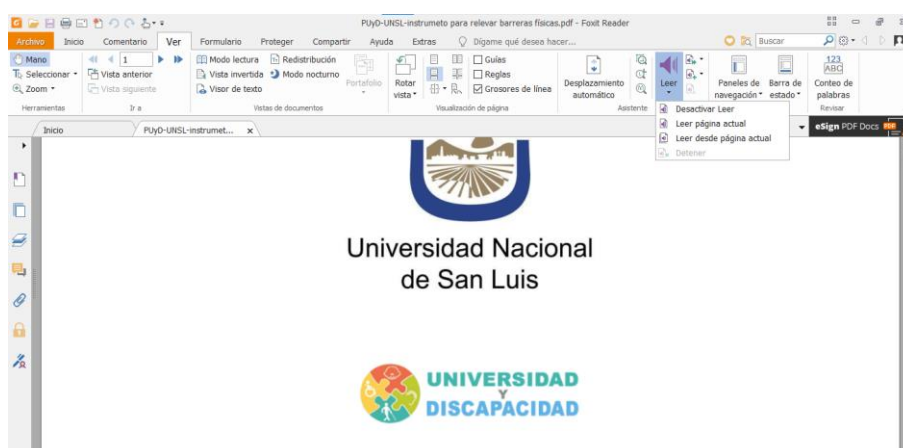 PUyD-UNSL-instrumeto para relevar barreras físicas.pdf - Foxit Reader
Archivo Inicio Comentario Ver Formulario Proteger Compartir Ayuda Extras Dígame qué desea hacer... Buscar
Mano
Seleccionar
Zoom
Herramientas
1
Vista anterior
Vista siguiente
Ir a
Modo lectura Redistribución
Vista invertida Modo nocturno
Visor de texto
Portafolio
Vistas de documentos
Rotar vista
Guías
Reglas
Grosores de línea
Visualización de página
Desplazamiento automático
Asistente
Leer
Paneles de navegación
Barra de estado
123
ABC
Conteo de palabras
Revisar
Desactivar Leer
Leer página actual
Leer desde página actual
Detener
Inicio PUyD-UNSL-instrumet... x
eSign PDF Docs
Universidad Nacional
de San Luis
UNIVERSIDAD
Y
DISCAPACIDAD